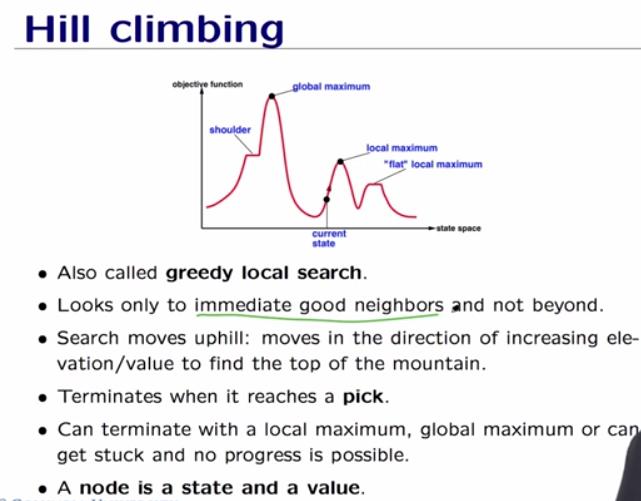 Hill climbing
objective function
global maximum
shoulder
local maximum
"flat" local maximum
current
state
state space
• Also called greedy local search.
• Looks only to immediate good neighbors and not beyond.
• Search moves uphill: moves in the direction of increasing ele-
vation/value to find the top of the mountain.
• Terminates when it reaches a pick.
• Can terminate with a local maximum, global maximum or can
get stuck and no progress is possible.
• A node is a state and a value.